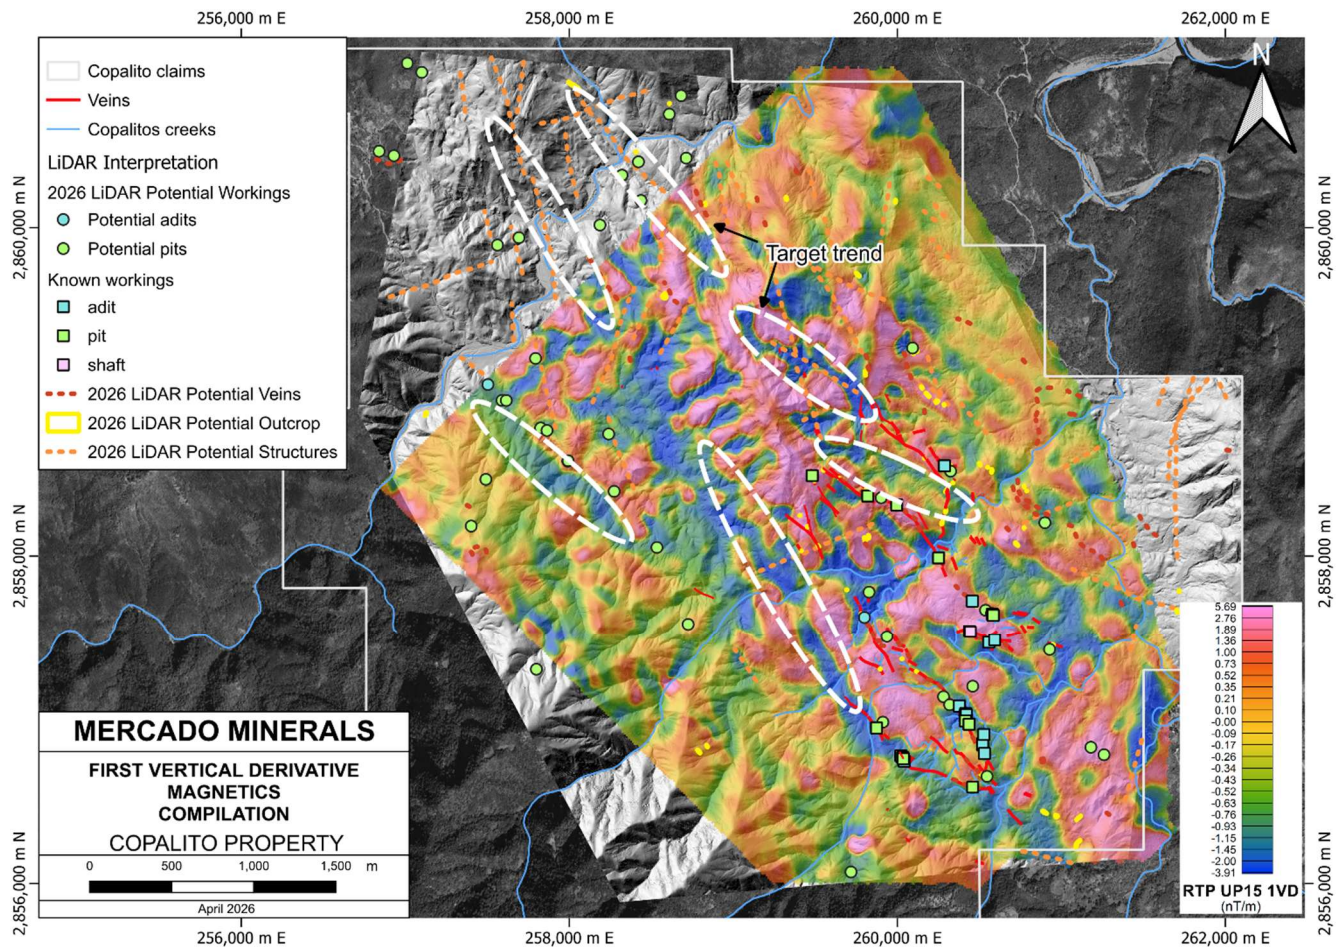 256,000 m E
258,000 m E
260,000 m E
262,000 m E
N
Copalito claims
Veins
Copalitos creeks
LiDAR Interpretation
2026 LiDAR Potential Workings
Potential adits
Potential pits
Known workings
adit
pit
shaft
2026 LiDAR Potential Veins
2026 LiDAR Potential Outcrop
2026 LiDAR Potential Structures
Target trend
2,860,000 m N
2,860,000 m N
2,858,000 m N
2,858,000 m N
2,856,000 m N
2,856,000 m N
MERCADO MINERALS
FIRST VERTICAL DERIVATIVE
MAGNETICS
COMPILATION
COPALITO PROPERTY
0 500 1,000 1,500 m
April 2026
5.69
2.76
1.89
1.36
1.00
0.73
0.52
0.35
0.21
0.10
-0.00
-0.09
-0.17
-0.26
-0.34
-0.43
-0.52
-0.63
-0.76
-0.93
-1.15
-1.45
-2.00
-3.91
RTP UP15 1VD
(nT/m)
256,000 m E
258,000 m E
260,000 m E
262,000 m E